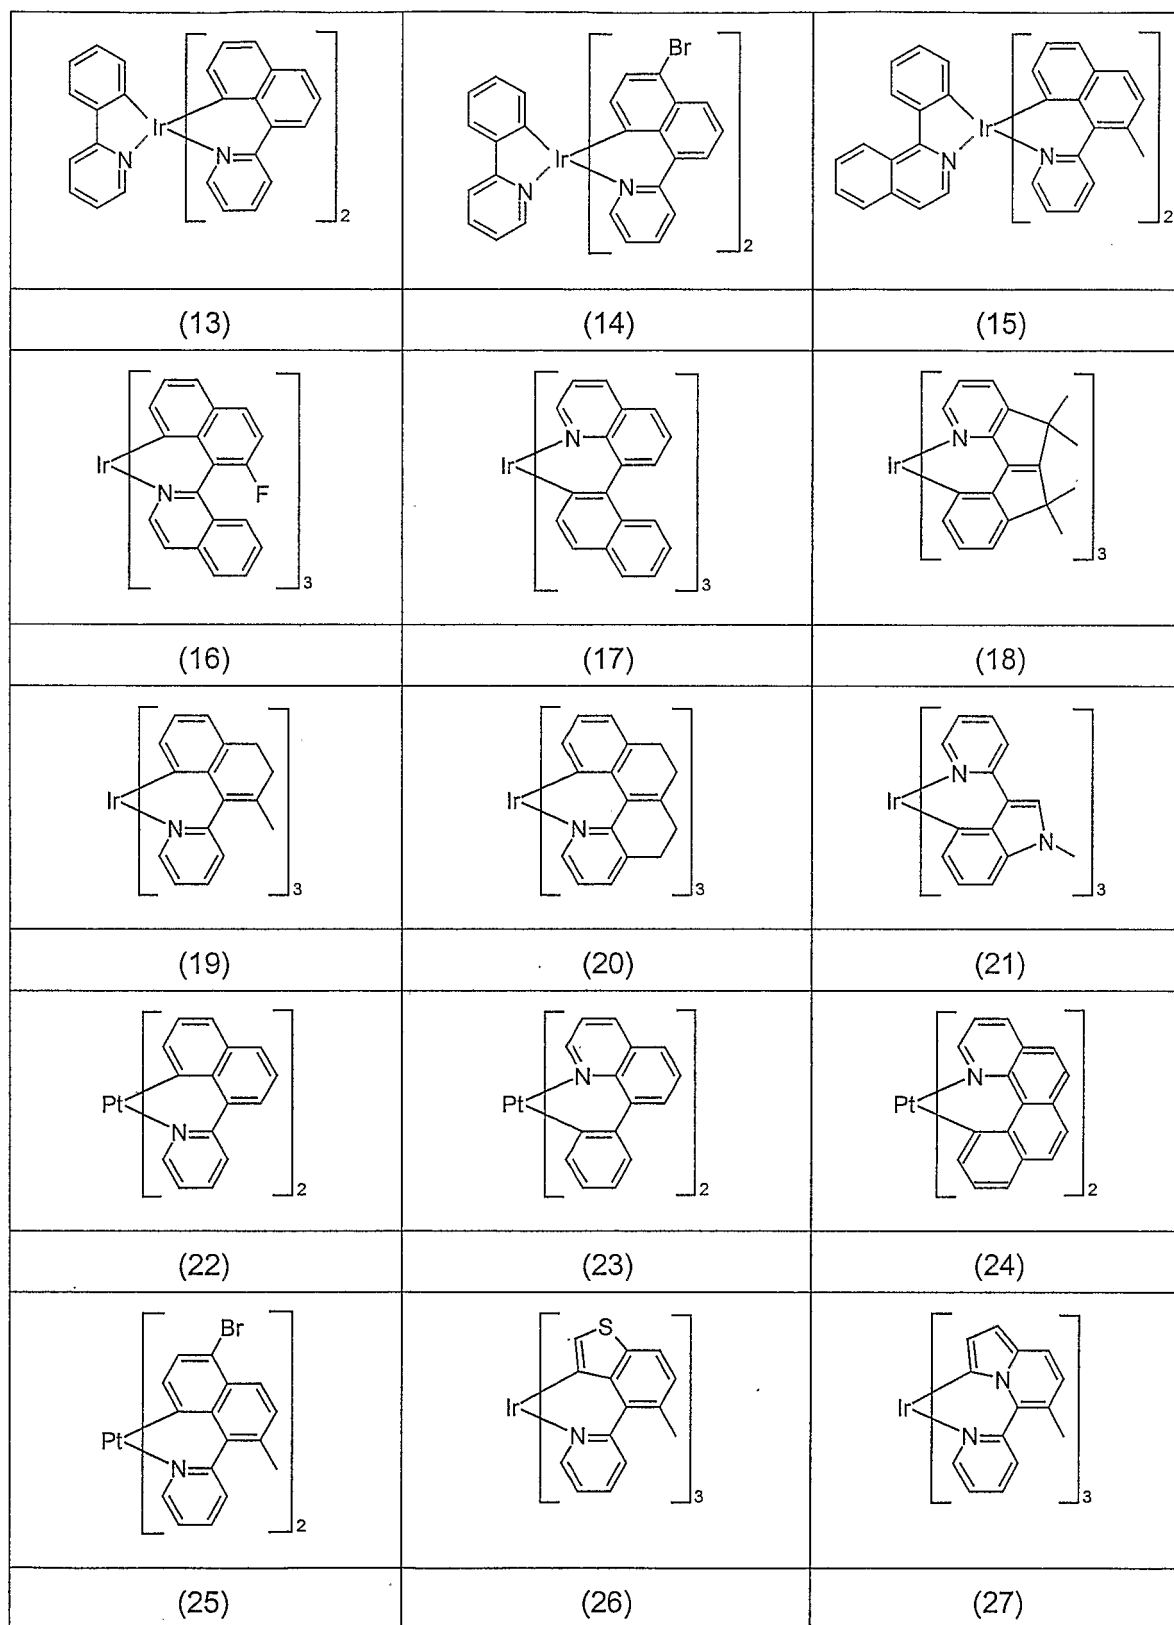 Br
Ir N N 2
Ir N N 2
Ir N N 2
(13) (14) (15)
Ir N F 3
Ir N 3
Ir N 3
(16) (17) (18)
Ir N 3
Ir N 3
Ir N N 3
(19) (20) (21)
Pt N 2
Pt N 2
Pt N 2
(22) (23) (24)
Br
Pt N 2
S
Ir N 3
Ir N N 3
(25) (26) (27)